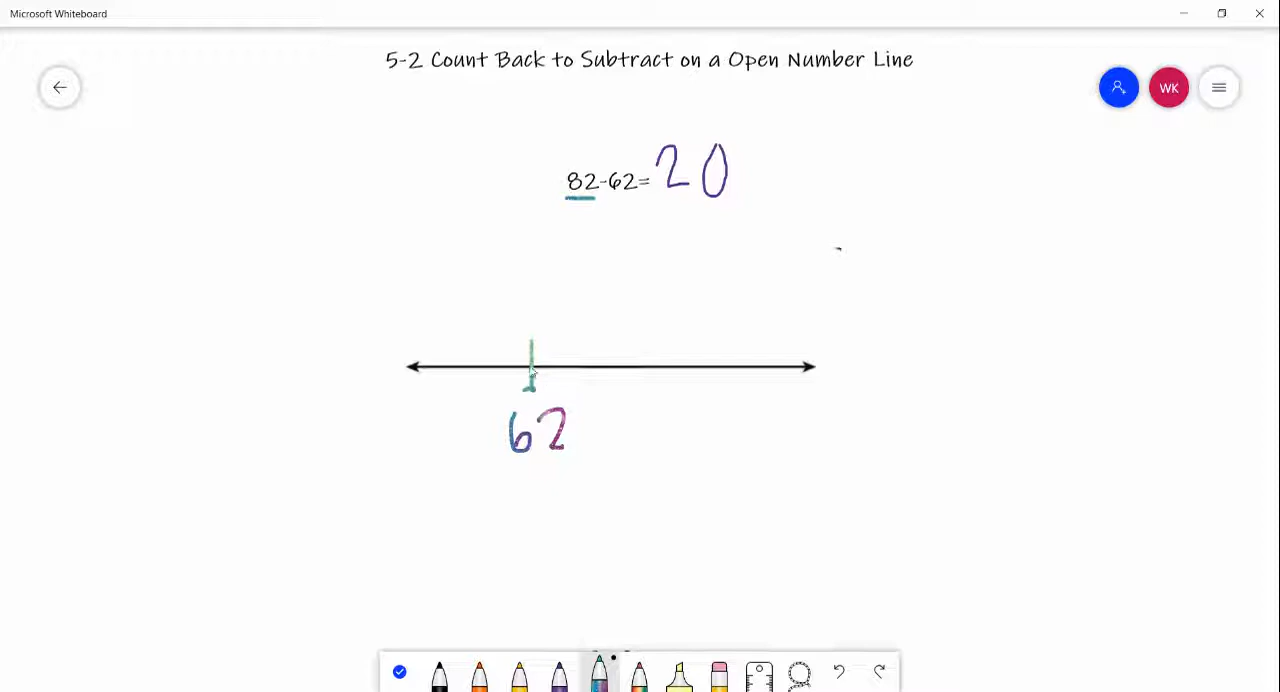 Microsoft Whiteboard
5-2 Count Back to Subtract on a Open Number Line
WK
82-62=20
62